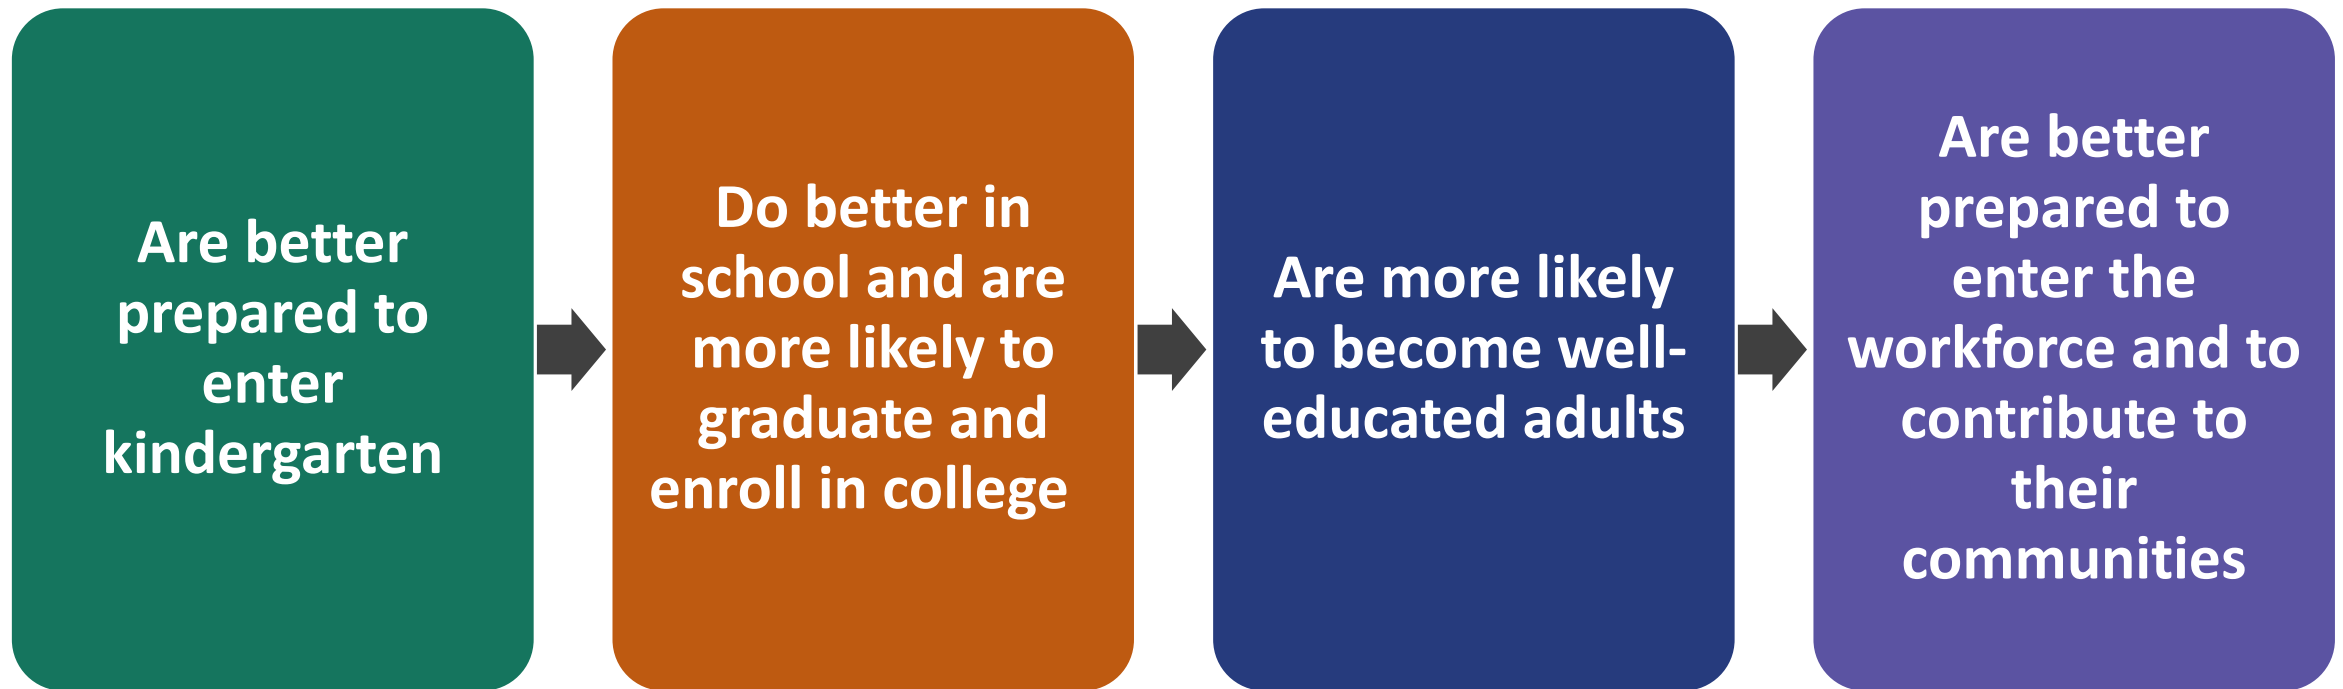 Are better
prepared to
enter
kindergarten
Do better in
school and are
more likely to
graduate and
enroll in college
Are more likely
to become well-
educated adults
Are better
prepared to
enter the
workforce and to
contribute to
their
communities